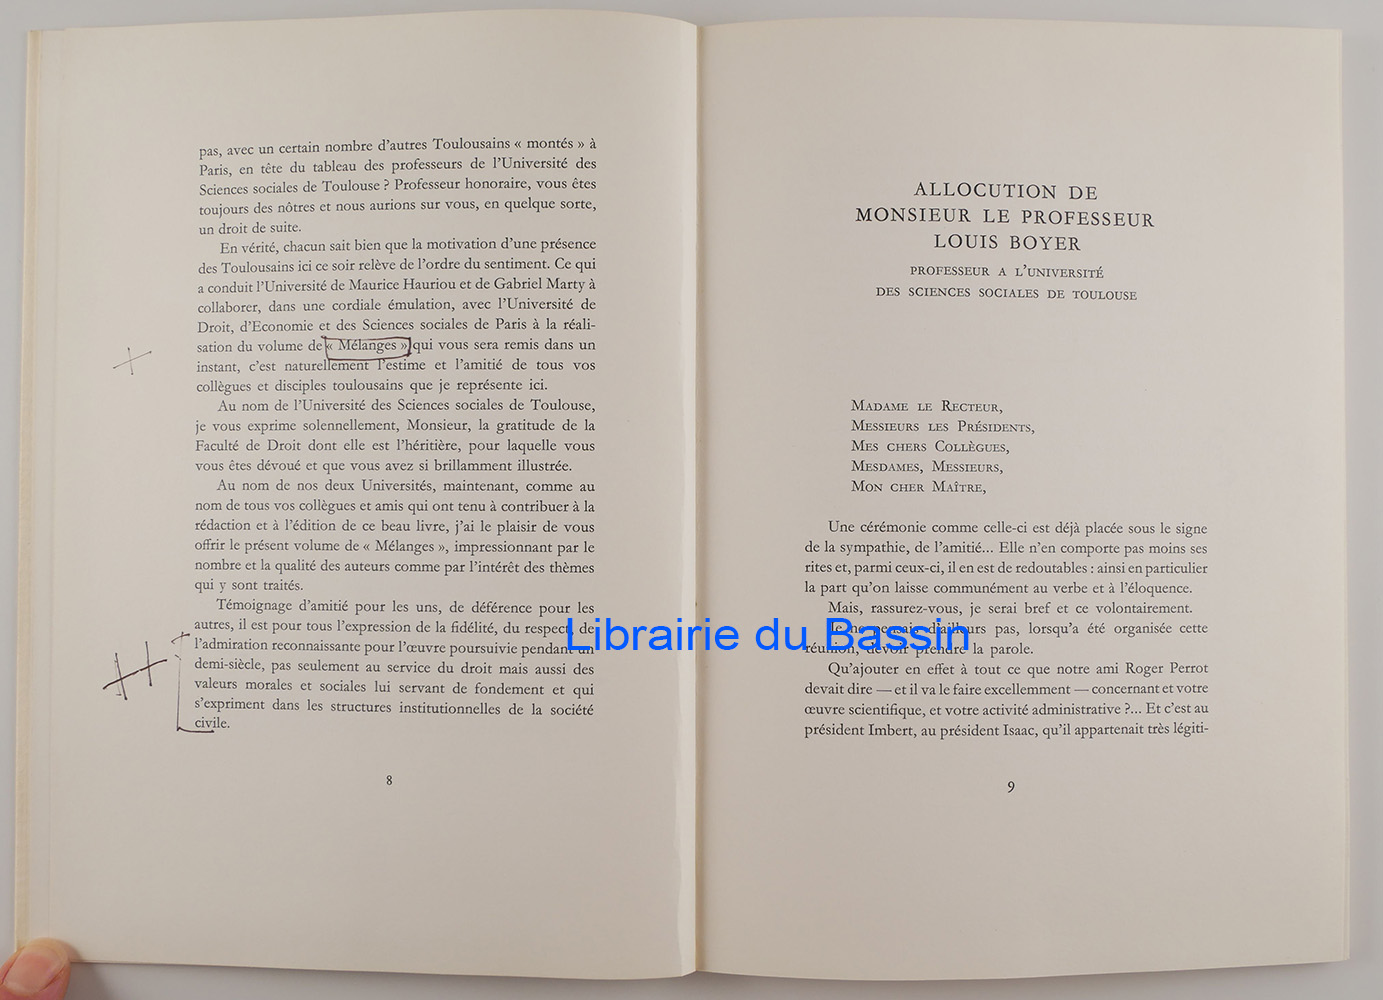 pas, avec un certain nombre d'autres Toulousains « montés » à
Paris, en tête du tableau des professeurs de l'Université des
Sciences sociales de Toulouse ? Professeur honoraire, vous êtes
toujours des nôtres et nous aurions sur vous, en quelque sorte,
un droit de suite.
En vérité, chacun sait bien que la motivation d'une présence
des Toulousains ici ce soir relève de l'ordre du sentiment. Ce qui
a conduit l'Université de Maurice Hauriou et de Gabriel Marty à
collaborer, dans une cordiale émulation, avec l'Université de
Droit, d'Economie et des Sciences sociales de Paris à la réali-
sation du volume de « Mélanges » qui vous sera remis dans un
instant, c'est naturellement l'estime et l'amitié de tous vos
collègues et disciples toulousains que je représente ici.
Au nom de l'Université des Sciences sociales de Toulouse,
je vous exprime solennellement, Monsieur, la gratitude de la
Faculté de Droit dont elle est l'héritière, pour laquelle vous
vous êtes dévoué et que vous avez si brillamment illustrée.
Au nom de nos deux Universités, maintenant, comme au
nom de tous vos collègues et amis qui ont tenu à contribuer à la
rédaction et à l'édition de ce beau livre, j'ai le plaisir de vous
offrir le présent volume de « Mélanges », impressionnant par le
nombre et la qualité des auteurs comme par l'intérêt des thèmes
qui y sont traités.
Témoignage d'amitié pour les uns, de déférence pour les
autres, il est pour tous l'expression de la fidélité, du respect, de
l'admiration reconnaissante pour l'œuvre poursuivie pendant un
demi-siècle, pas seulement au service du droit mais aussi des
valeurs morales et sociales lui servant de fondement et qui
s'expriment dans les structures institutionnelles de la société
civile.
8
ALLOCUTION DE
MONSIEUR LE PROFESSEUR
LOUIS BOYER
PROFESSEUR A L'UNIVERSITÉ
DES SCIENCES SOCIALES DE TOULOUSE
MADAME LE RECTEUR,
MESSIEURS LES PRÉSIDENTS,
MES CHERS COLLÈGUES,
MESDAMES, MESSIEURS,
MON CHER MAÎTRE,
Une cérémonie comme celle-ci est déjà placée sous le signe
de la sympathie, de l'amitié... Elle n'en comporte pas moins ses
rites et, parmi ceux-ci, il en est de redoutables : ainsi en particulier
la part qu'on laisse communément au verbe et à l'éloquence.
Mais, rassurez-vous, je serai bref et ce volontairement.
Je ne pensais d'ailleurs pas, lorsqu'a été organisée cette
réunion, devoir prendre la parole.
Qu'ajouter en effet à tout ce que notre ami Roger Perrot
devait dire — et il va le faire excellemment — concernant et votre
œuvre scientifique, et votre activité administrative ?... Et c'est au
président Imbert, au président Isaac, qu'il appartenait très légiti-
9
Librairie du Bassin